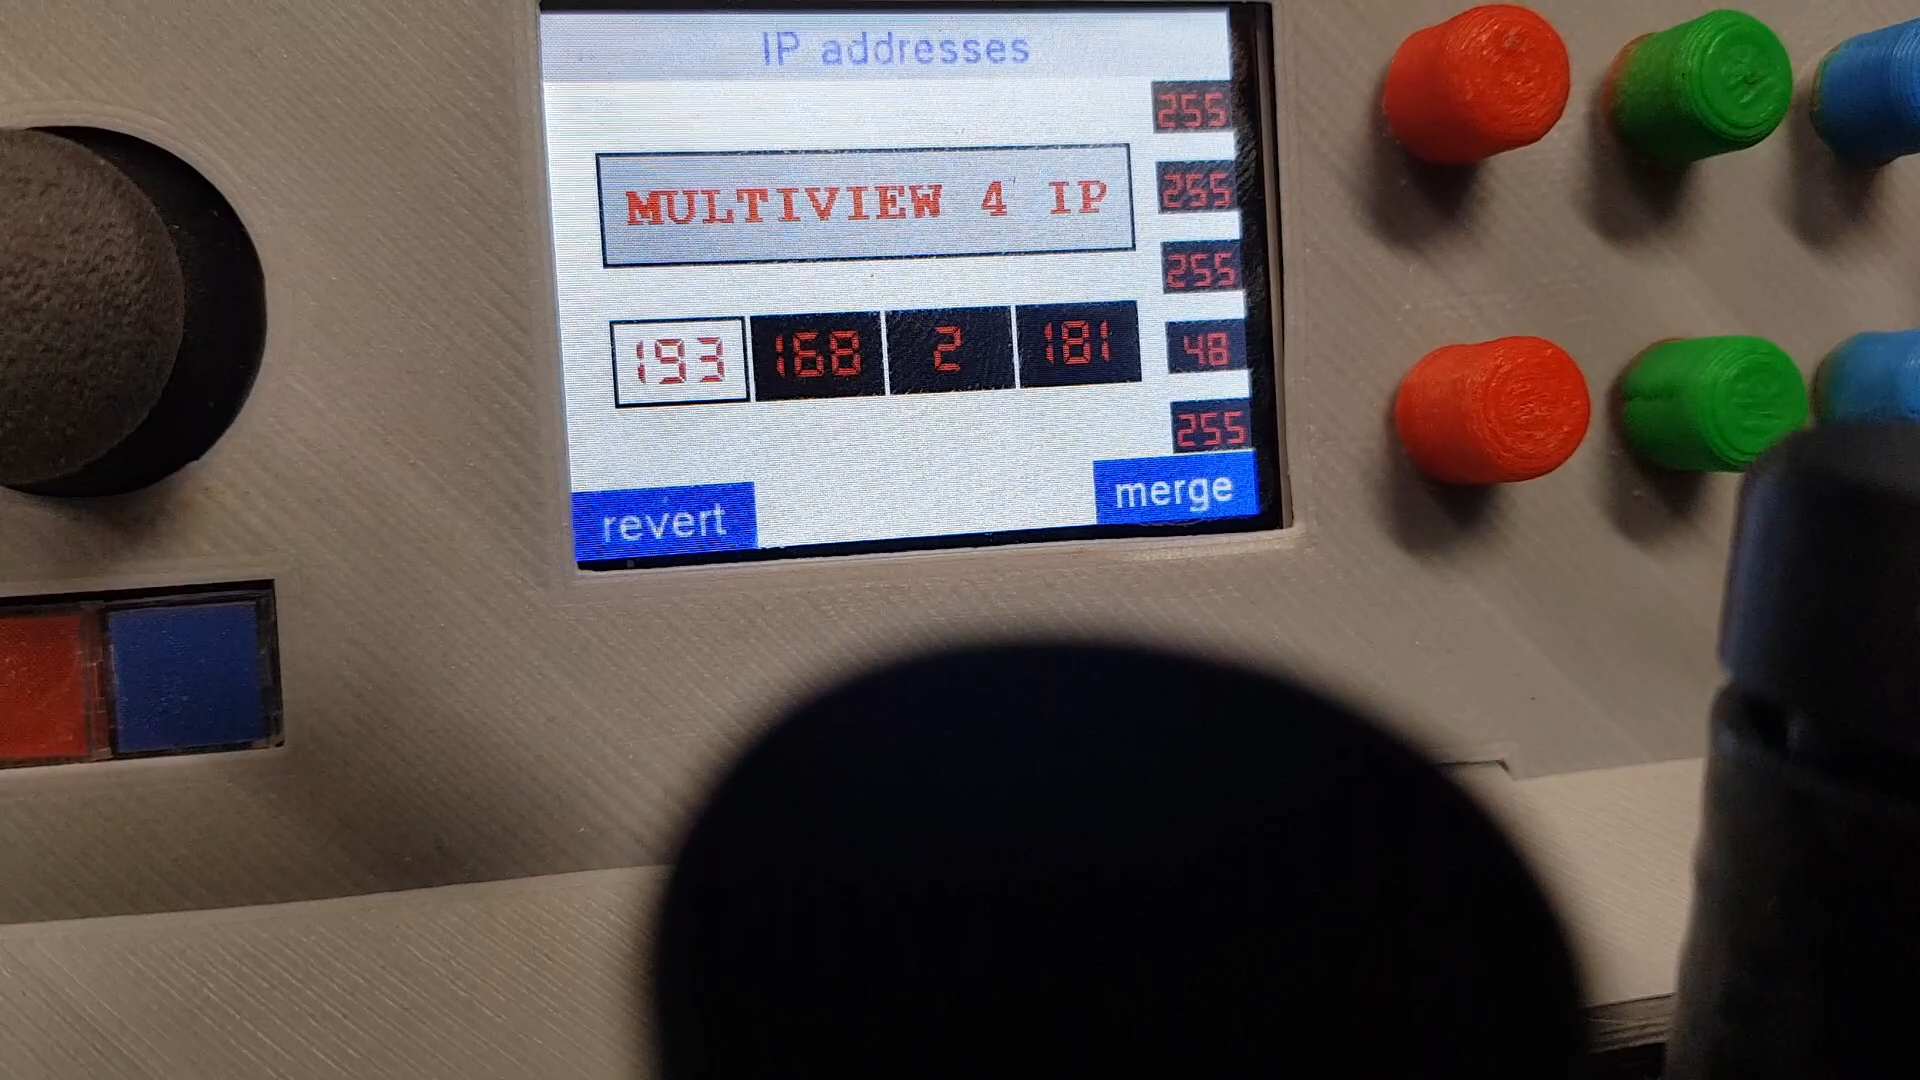 IP addresses
255
MULTIVIEW 4 IP
255
255
193 168 2 181
48
255
revert
merge